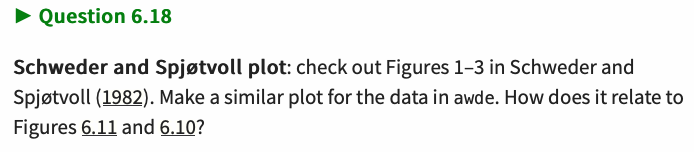 ► Question 6.18
Schweder and Spjøtvoll plot: check out Figures 1–3 in Schweder and
Spjøtvoll (1982). Make a similar plot for the data in awde. How does it relate to
Figures 6.11 and 6.10?